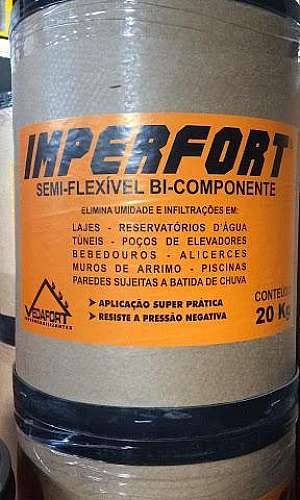 IMPERFORT
SEMI-FLEXÍVEL BI-COMPONENTE
ELIMINA UMIDADE E INFILTRAÇÕES EM:
LAJES - RESERVATÓRIOS D'ÁGUA
TÚNEIS - POÇOS DE ELEVADORES
BEBEDOUROS - ALICERCES
MUROS DE ARRIMO - PISCINAS
PAREDES SUJEITAS A BATIDA DE CHUVA
APLICAÇÃO SUPER PRÁTICA
RESISTE A PRESSÃO NEGATIVA
CONTEÚDO
20 Kg
VEDAFORT
IMPERMEABILIZANTES